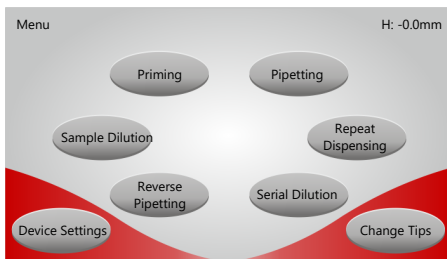 Menu
H: -0.0mm
Priming
Pipetting
Sample Dilution
Repeat
Dispensing
Reverse
Pipetting
Serial Dilution
Device Settings
Change Tips